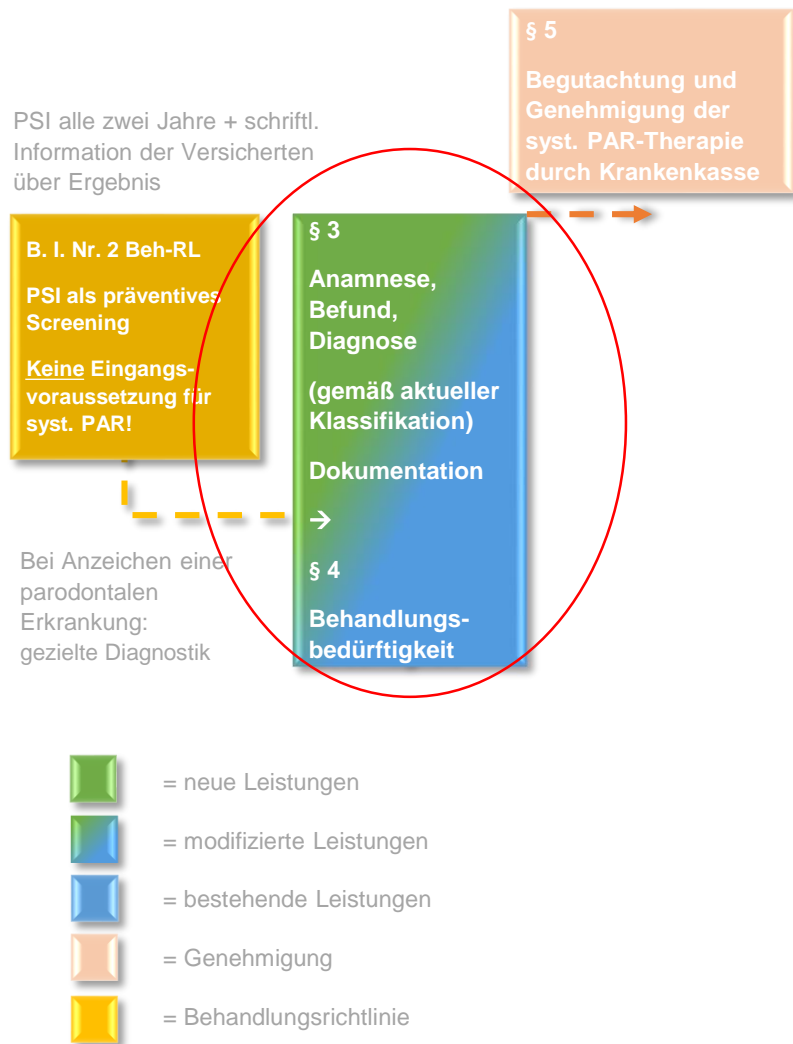 § 5
Begutachtung und
Genehmigung der
syst. PAR-Therapie
durch Krankenkasse
PSI alle zwei Jahre + schriftl.
Information der Versicherten
über Ergebnis
B. I. Nr. 2 Beh-RL
PSI als präventives
Screening
Keine Eingangs-
voraussetzung für
syst. PAR!
§ 3
Anamnese,
Befund,
Diagnose
(gemäß aktueller
Klassifikation)
Dokumentation
→
§ 4
Behandlungs-
bedürftigkeit
Bei Anzeichen einer
parodontalen
Erkrankung:
gezielte Diagnostik
= neue Leistungen
= modifizierte Leistungen
= bestehende Leistungen
= Genehmigung
= Behandlungsrichtlinie